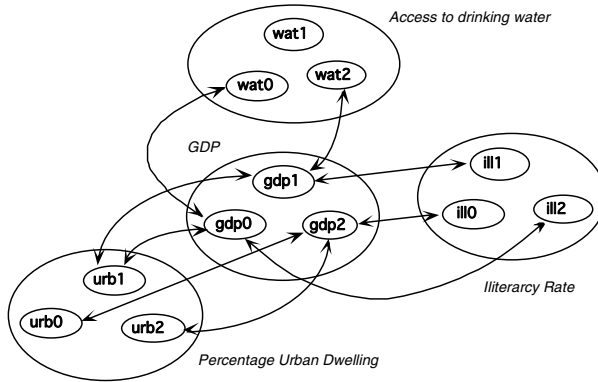 Access to drinking water
wat1
wat0
wat2
GDP
gdp1
gdp0
gdp2
ill1
ill0
ill2
Iliterarcy Rate
urb1
urb0
urb2
Percentage Urban Dwelling